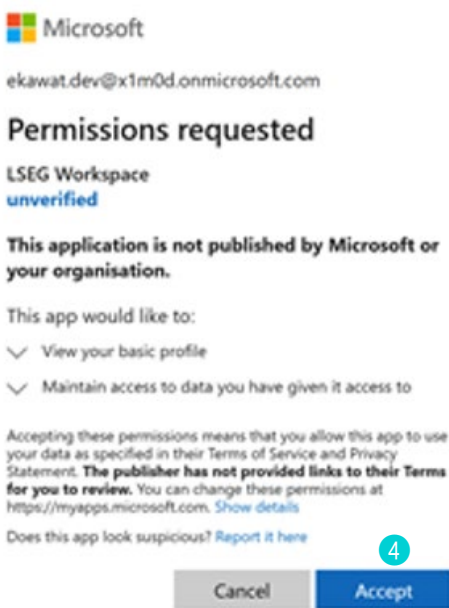 Microsoft
ekawat.dev@x1m0d.onmicrosoft.com
Permissions requested
LSEG Workspace
unverified
This application is not published by Microsoft or
your organisation.
This app would like to:
View your basic profile
Maintain access to data you have given it access to
Accepting these permissions means that you allow this app to use
your data as specified in their Terms of Service and Privacy
Statement. The publisher has not provided links to their Terms
for you to review. You can change these permissions at
https://myapps.microsoft.com. Show details
Does this app look suspicious? Report it here
4
Cancel Accept